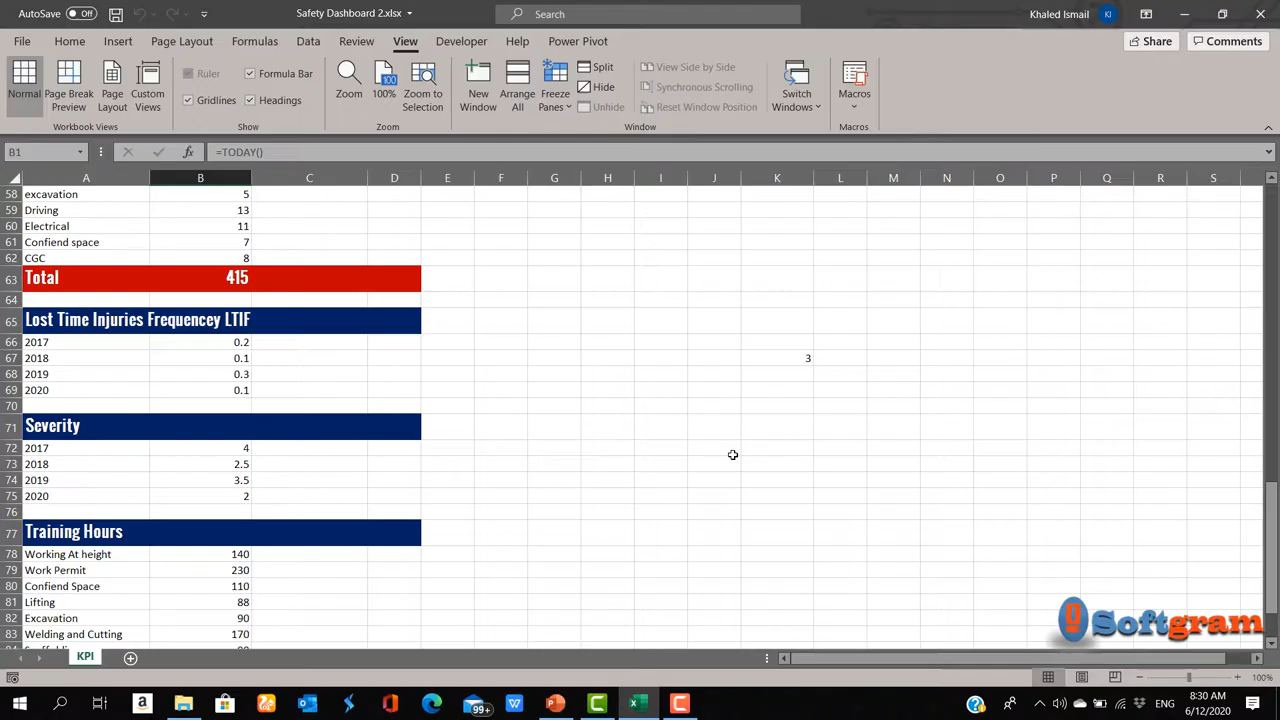 AutoSave Off Safety Dashboard 2.xlsx Search Khaled Ismail KI
File Home Insert Page Layout Formulas Data Review View Developer Help Power Pivot Share Comments
Normal Page Break Preview Page Layout Custom Views Ruler Formula Bar Gridlines Headings Zoom 100% Zoom to Selection New Window Arrange All Freeze Panes Split Hide Unhide View Side by Side Synchronous Scrolling Reset Window Position Switch Windows Macros
Workbook Views Show Zoom Window Macros
B1 fx =TODAY()
A B C D E F G H I J K L M N O P Q R S
58 excavation 5
59 Driving 13
60 Electrical 11
61 Confiend space 7
62 CGC 8
63 Total 415
64
65 Lost Time Injuries Frequencey LTIF
66 2017 0.2
67 2018 0.1 3
68 2019 0.3
69 2020 0.1
70
71 Severity
72 2017 4
73 2018 2.5
74 2019 3.5
75 2020 2
76
77 Training Hours
78 Working At height 140
79 Work Permit 230
80 Confiend Space 110
81 Lifting 88
82 Excavation 90
83 Welding and Cutting 170
Softgram
KPI
100%
99+ ENG 8:30 AM
6/12/2020